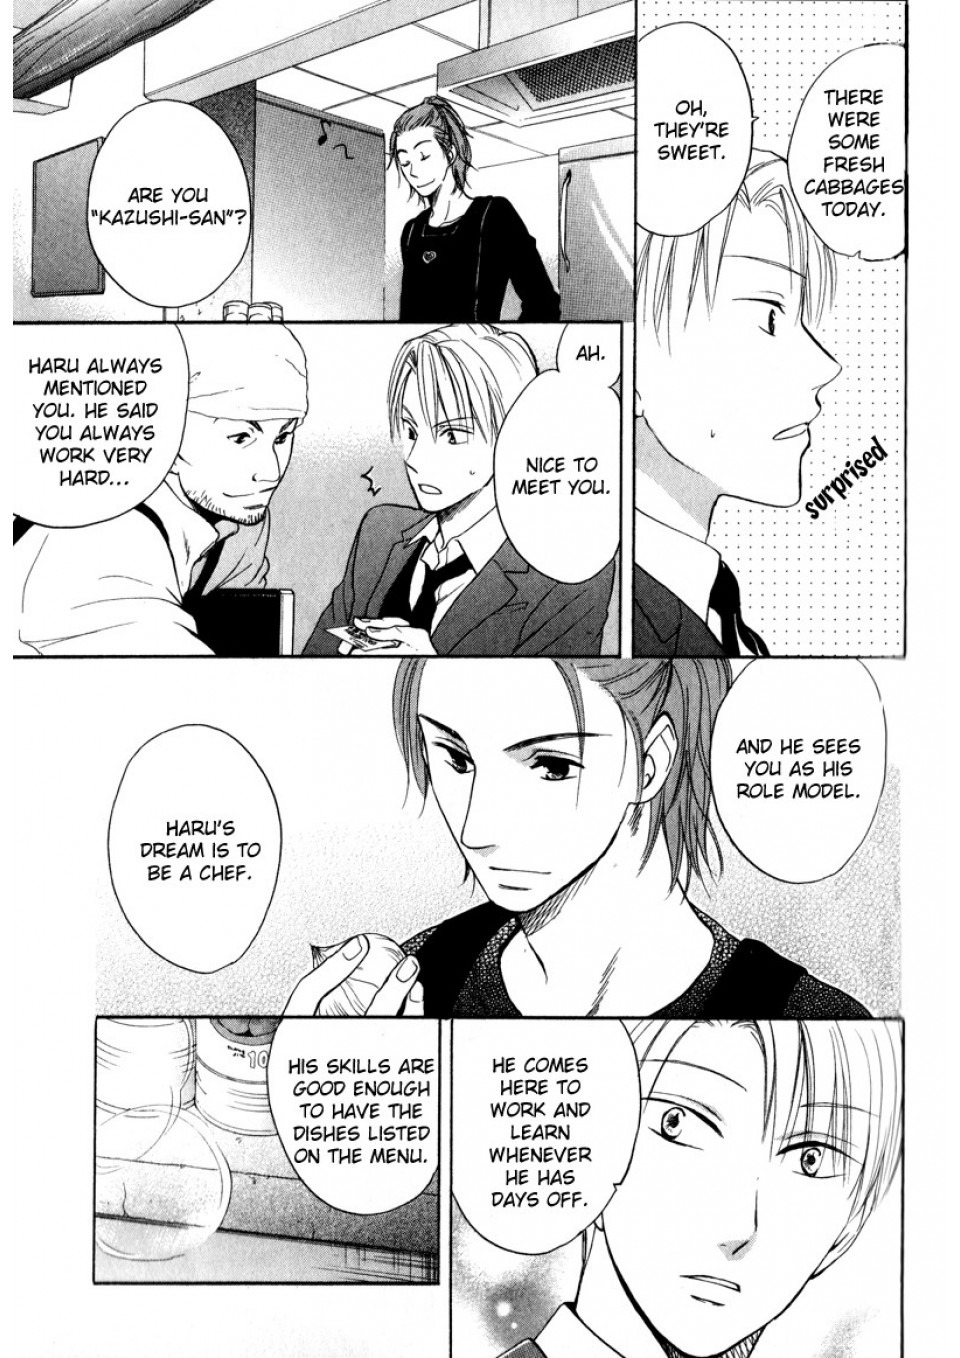 THERE
WERE
SOME
FRESH
CABBAGES
TODAY.
OH,
THEY'RE
SWEET.
surprised
ARE YOU
"KAZUSHI-SAN"?
AH.
NICE TO
MEET YOU.
HARU ALWAYS
MENTIONED
YOU. HE SAID
YOU ALWAYS
WORK VERY
HARD...
AND HE SEES
YOU AS HIS
ROLE MODEL.
HARU'S
DREAM IS TO
BE A CHEF.
HE COMES
HERE TO
WORK AND
LEARN
WHENEVER
HE HAS
DAYS OFF.
HIS SKILLS ARE
GOOD ENOUGH
TO HAVE THE
DISHES LISTED
ON THE MENU.
10